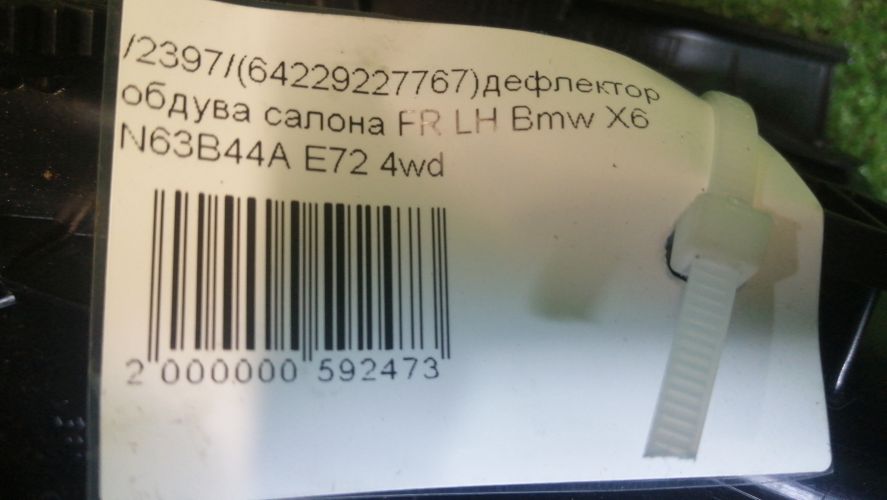 /2397/(64229227767)дефлектор
обдува салона FR LH Bmw X6
N63B44A E72 4wd
2 000000 592473